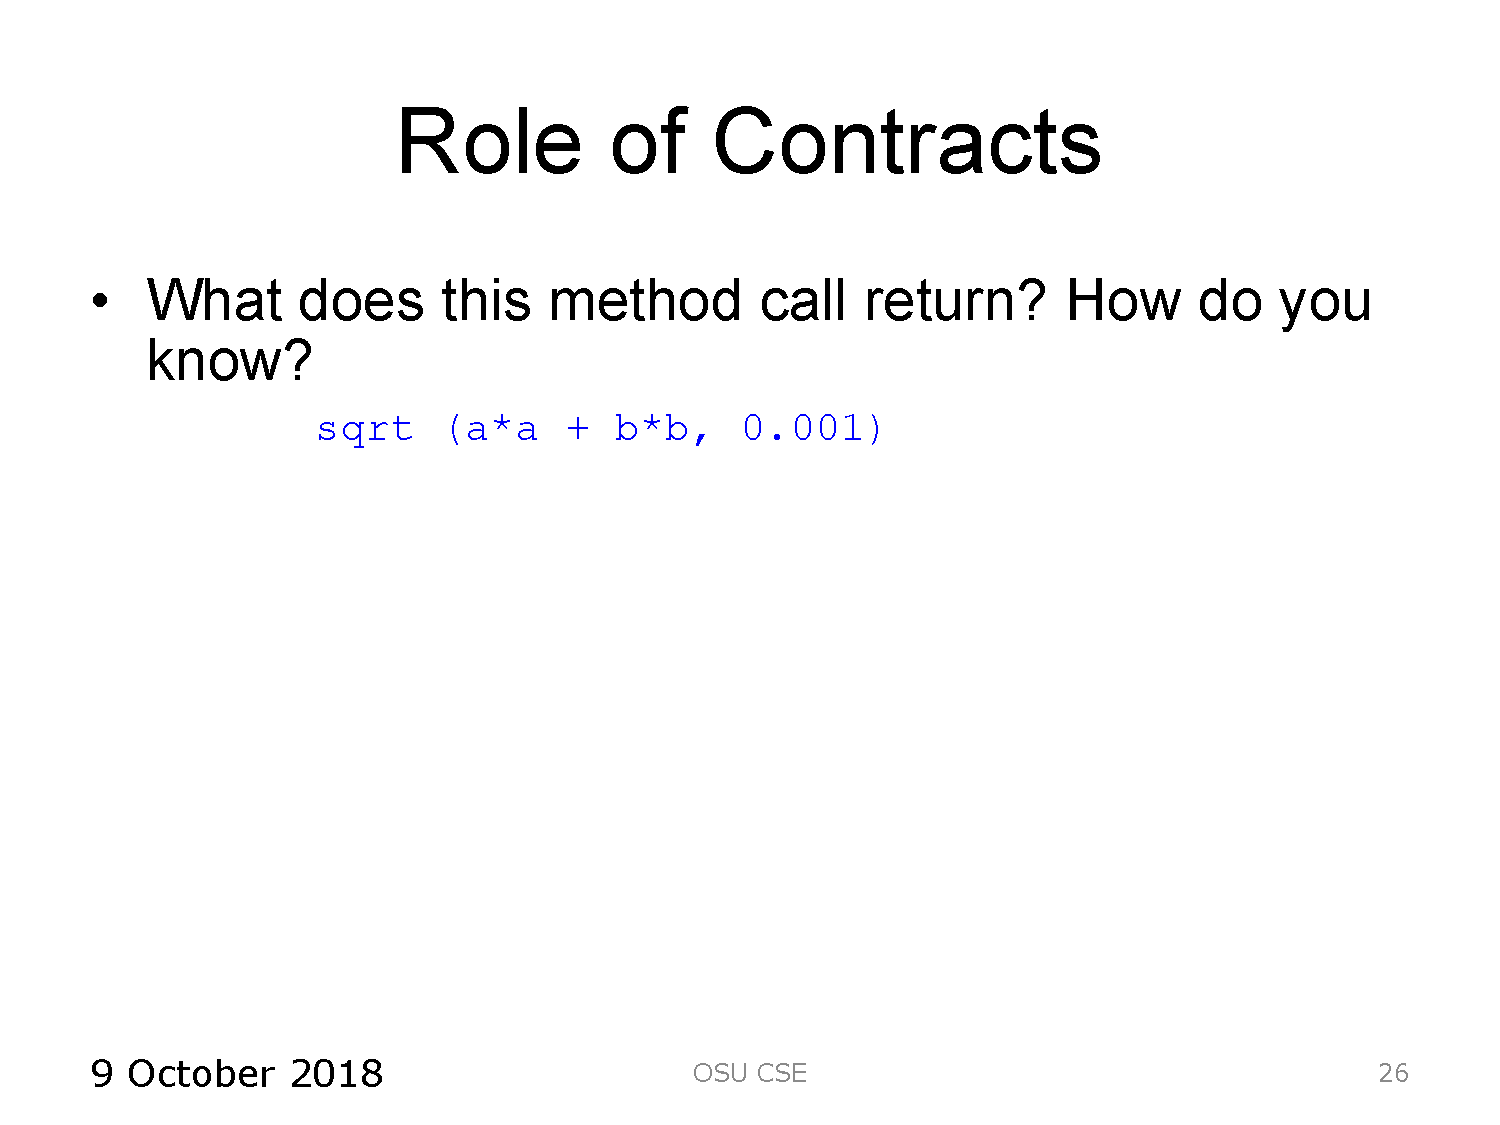 Role of Contracts
• What does this method call return? How do you
know?
sqrt (a*a + b*b, 0.001)
9 October 2018
OSU CSE
26